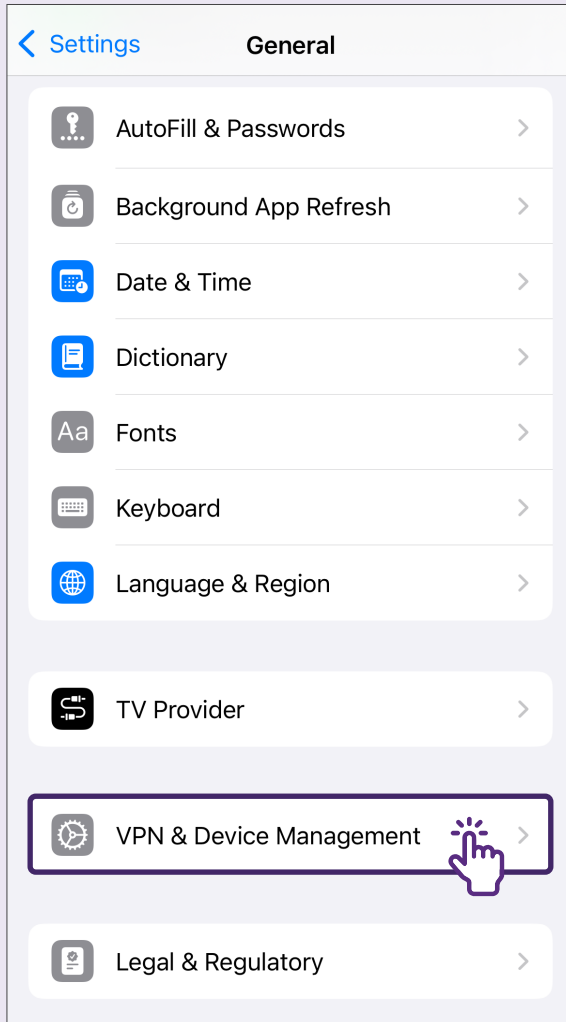 Settings
General
AutoFill & Passwords
Background App Refresh
Date & Time
Dictionary
Aa
Fonts
Keyboard
Language & Region
TV Provider
VPN & Device Management
Legal & Regulatory